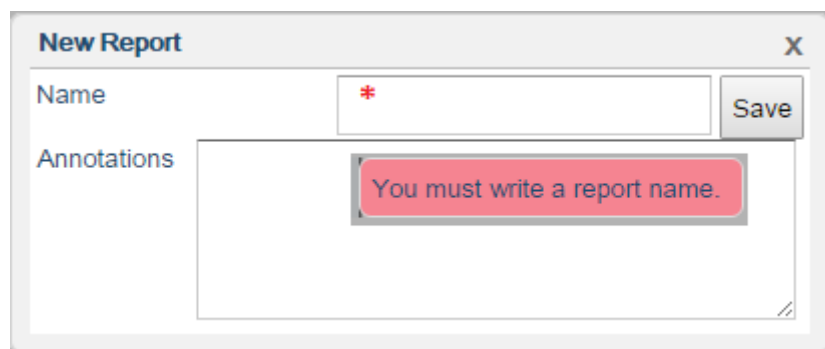 New Report x
Name * Save
Annotations
You must write a report name.